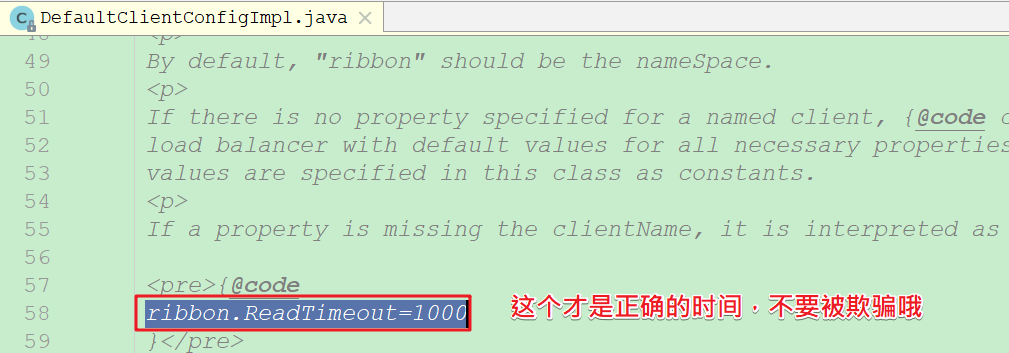 DefaultClientConfigImpl.java
<p>
49 By default, "ribbon" should be the nameSpace.
50 <p>
51 If there is no property specified for a named client, {@code
52 load balancer with default values for all necessary properties
53 values are specified in this class as constants.
54 <p>
55 If a property is missing the clientName, it is interpreted as
56
57 <pre>{@code
58 ribbon.ReadTimeout=1000 这个才是正确的时间，不要被欺骗哦
59 }</pre>